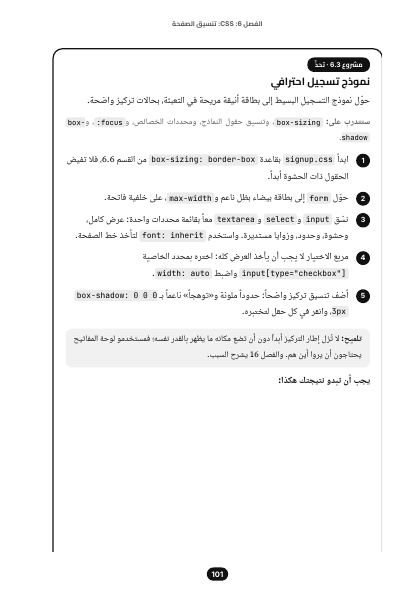 الفصل 6: CSS: تنسيق الصفحة
مشروع 6.3 · تحدٍّ
نموذج تسجيل احترافي
حوّل نموذج التسجيل البسيط إلى بطاقة أنيقة مريحة في التعبئة، بحالات تركيز واضحة.
ستتدرب على: box-sizing، وتنسيق حقول النماذج، ومحددات الخصائص، و:focus، وbox-
shadow.
1 ابدأ signup.css بقاعدة box-sizing: border-box من القسم 6.6، فلا تفيض
الحقول ذات الحشوة أبداً.
2 حوّل form إلى بطاقة بيضاء بظل ناعم وmax-width، على خلفية فاتحة.
3 نسّق input وselect وtextarea معاً بقائمة محددات واحدة: عرض كامل،
وحشوة، وحدود، وزوايا مستديرة. واستخدم font: inherit لتأخذ خط الصفحة.
4 مربع الاختيار لا يجب أن يأخذ العرض كله: اختره بمحدد الخاصية
input[type="checkbox"] واضبط width: auto.
5 أضف تنسيق تركيز واضحاً: حدوداً ملونة و«توهجاً» ناعماً بـ box-shadow: 0 0 0
3px، وانقر في كل حقل لتختبره.
تلميح: لا تُزل إطار التركيز أبداً دون أن تضع مكانه ما يظهر بالقدر نفسه؛ فمستخدمو لوحة المفاتيح
يحتاجون أن يروا أين هم. والفصل 16 يشرح السبب.
يجب أن تبدو نتيجتك هكذا:
101